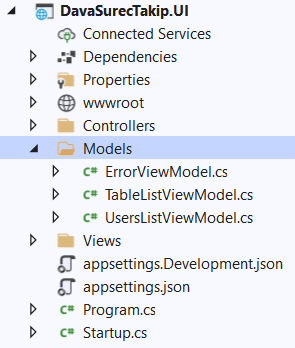 DavaSurecTakip.UI
Connected Services
Dependencies
Properties
wwwroot
Controllers
Models
C# ErrorViewModel.cs
C# TableListViewModel.cs
C# UsersListViewModel.cs
Views
appsettings.Development.json
appsettings.json
C# Program.cs
C# Startup.cs